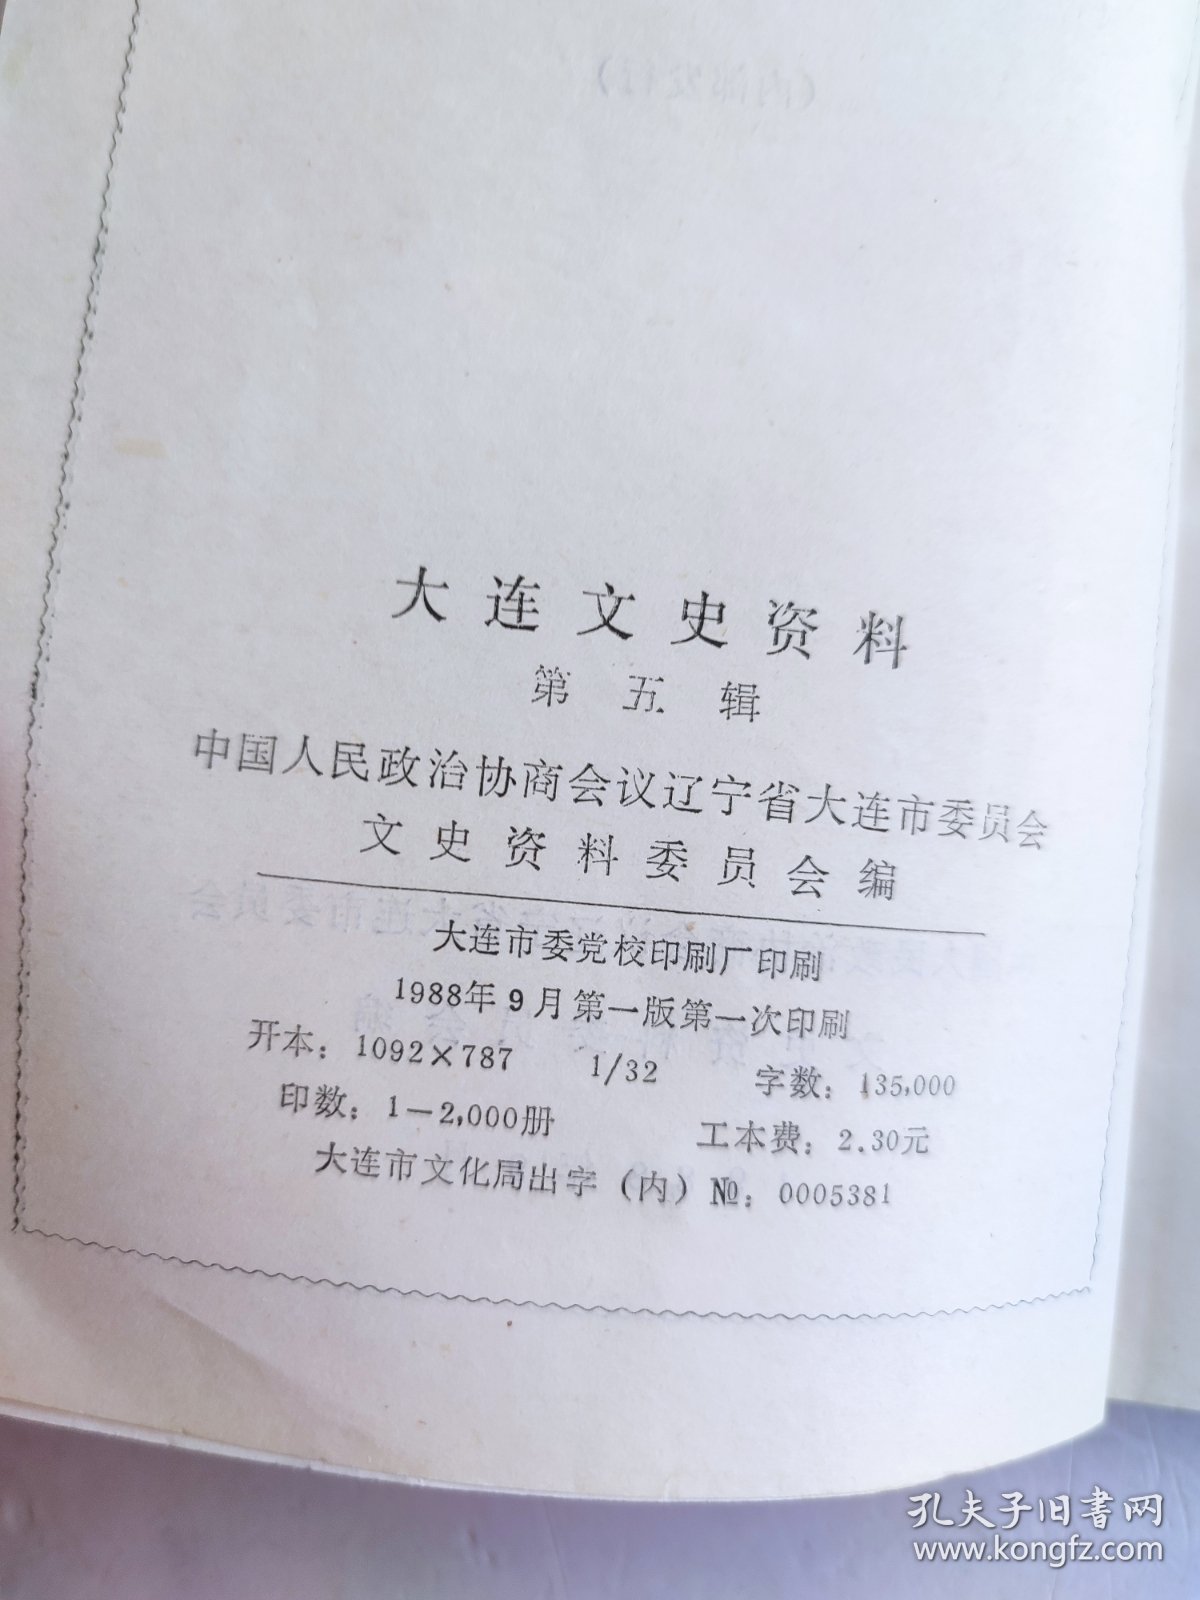 (内部发行)
大连文史资料
第五辑
中国人民政治协商会议辽宁省大连市委员会
文史资料委员会编
大连市委党校印刷厂印刷
1988年9月第一版第一次印刷
开本：1092×787 1/32 字数：135,000
印数：1—2,000册 工本费：2.30元
大连市文化局出字（内）№：0005381
孔夫子旧书网
www.kongfz.com